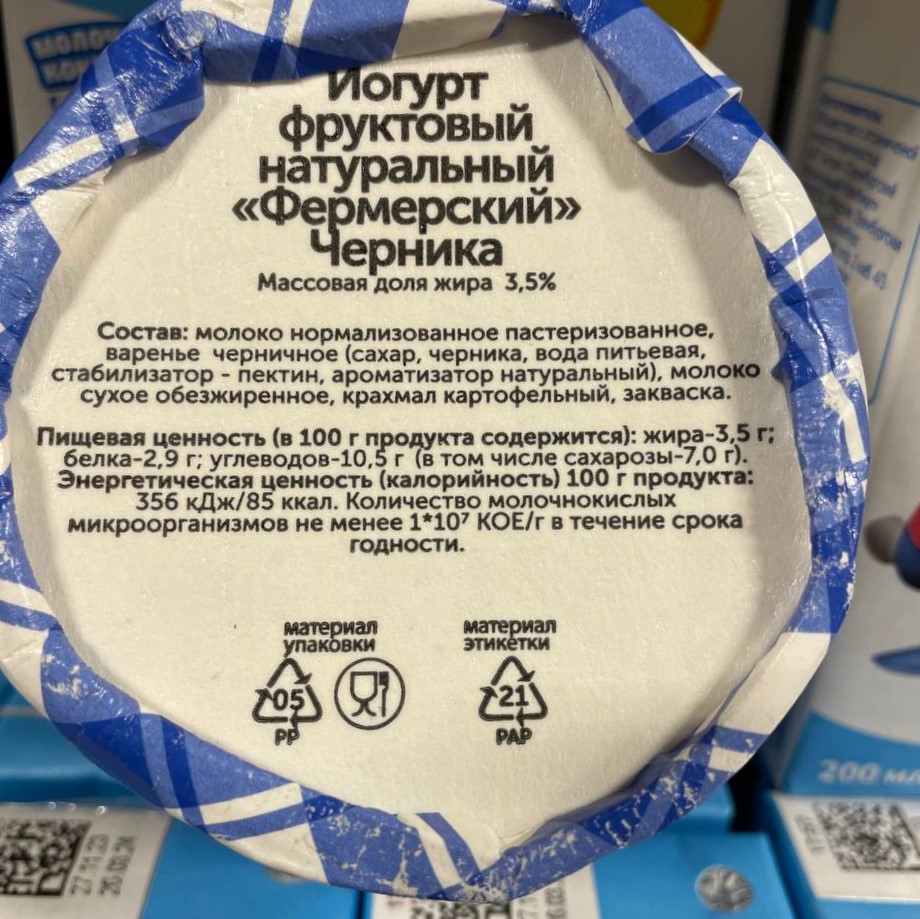 Йогурт
фруктовый
натуральный
«Фермерский»
Черника
Массовая доля жира 3,5%
Состав: молоко нормализованное пастеризованное,
варенье черничное (сахар, черника, вода питьевая,
стабилизатор - пектин, ароматизатор натуральный), молоко
сухое обезжиренное, крахмал картофельный, закваска.
Пищевая ценность (в 100 г продукта содержится): жира-3,5 г;
белка-2,9 г; углеводов-10,5 г (в том числе сахарозы-7,0 г).
Энергетическая ценность (калорийность) 100 г продукта:
356 кДж/85 ккал. Количество молочнокислых
микроорганизмов не менее 1*10⁷ КОЕ/г в течение срока
годности.
материал
упаковки
материал
этикетки
05
PP
21
PAP
200 мл
27.11.23